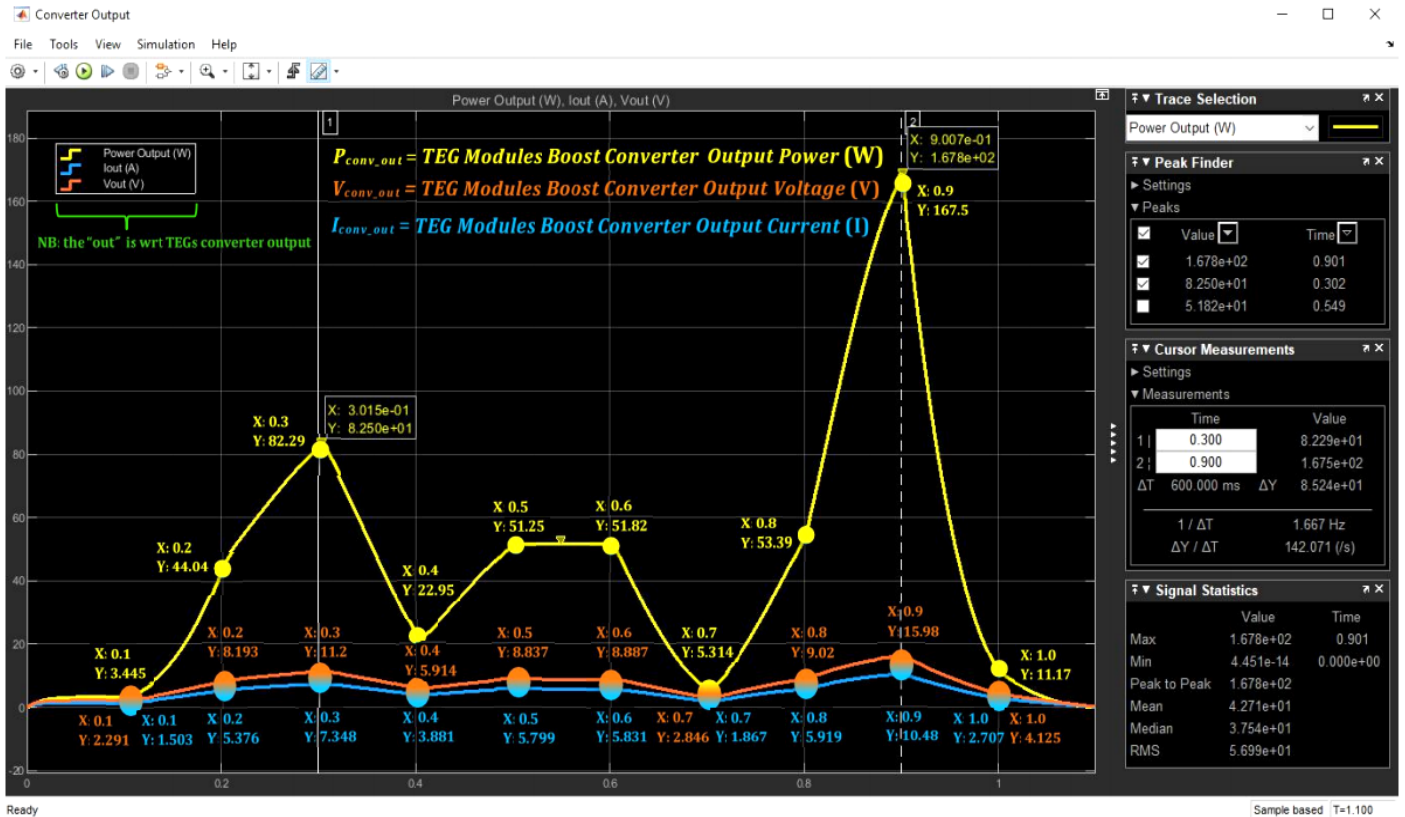 Converter Output
File Tools View Simulation Help
Power Output (W), Iout (A), Vout (V)
180
160
140
120
100
80
60
40
20
0
-20
0 0.2 0.4 0.6 0.8 1
Power Output (W)
Iout (A)
Vout (V)
NB: the "out" is wrt TEGs converter output
1
2
P conv_out = TEG Modules Boost Converter Output Power (W)
V conv_out = TEG Modules Boost Converter Output Voltage (V)
I conv_out = TEG Modules Boost Converter Output Current (I)
X: 9.007e-01
Y: 1.678e+02
X: 0.9
Y: 167.5
X: 3.015e-01
Y: 8.250e+01
X: 0.3
Y: 82.29
X: 0.2
Y: 44.04
X: 0.1
Y: 3.445
X: 0.4
Y: 22.95
X: 0.5
Y: 51.25
X: 0.6
Y: 51.82
X: 0.7
Y: 5.314
X: 0.8
Y: 53.39
X: 1.0
Y: 11.17
X: 0.2
Y: 8.193
X: 0.3
Y: 11.2
X: 0.4
Y: 5.914
X: 0.5
Y: 8.837
X: 0.6
Y: 8.887
X: 0.8
Y: 9.02
X: 0.9
Y: 15.98
X: 0.1 X: 0.1 X: 0.2 X: 0.3 X: 0.4 X: 0.5 X: 0.6 X: 0.7 X: 0.7 X: 0.8 X: 0.9 X 1.0 X: 1.0
Y: 2.291 Y: 1.503 Y: 5.376 Y: 7.348 Y: 3.881 Y: 5.799 Y: 5.831 Y: 2.846 Y: 1.867 Y: 5.919 Y: 10.48 Y: 2.707 Y: 4.125
Trace Selection
Power Output (W)
Peak Finder
Settings
Peaks
Value Time
1.678e+02 0.901
8.250e+01 0.302
5.182e+01 0.549
Cursor Measurements
Settings
Measurements
Time Value
1 | 0.300 8.229e+01
2 ¦ 0.900 1.675e+02
ΔT 600.000 ms ΔY 8.524e+01
1 / ΔT 1.667 Hz
ΔY / ΔT 142.071 (/s)
Signal Statistics
Value Time
Max 1.678e+02 0.901
Min 4.451e-14 0.000e+00
Peak to Peak 1.678e+02
Mean 4.271e+01
Median 3.754e+01
RMS 5.699e+01
Ready
Sample based T=1.100